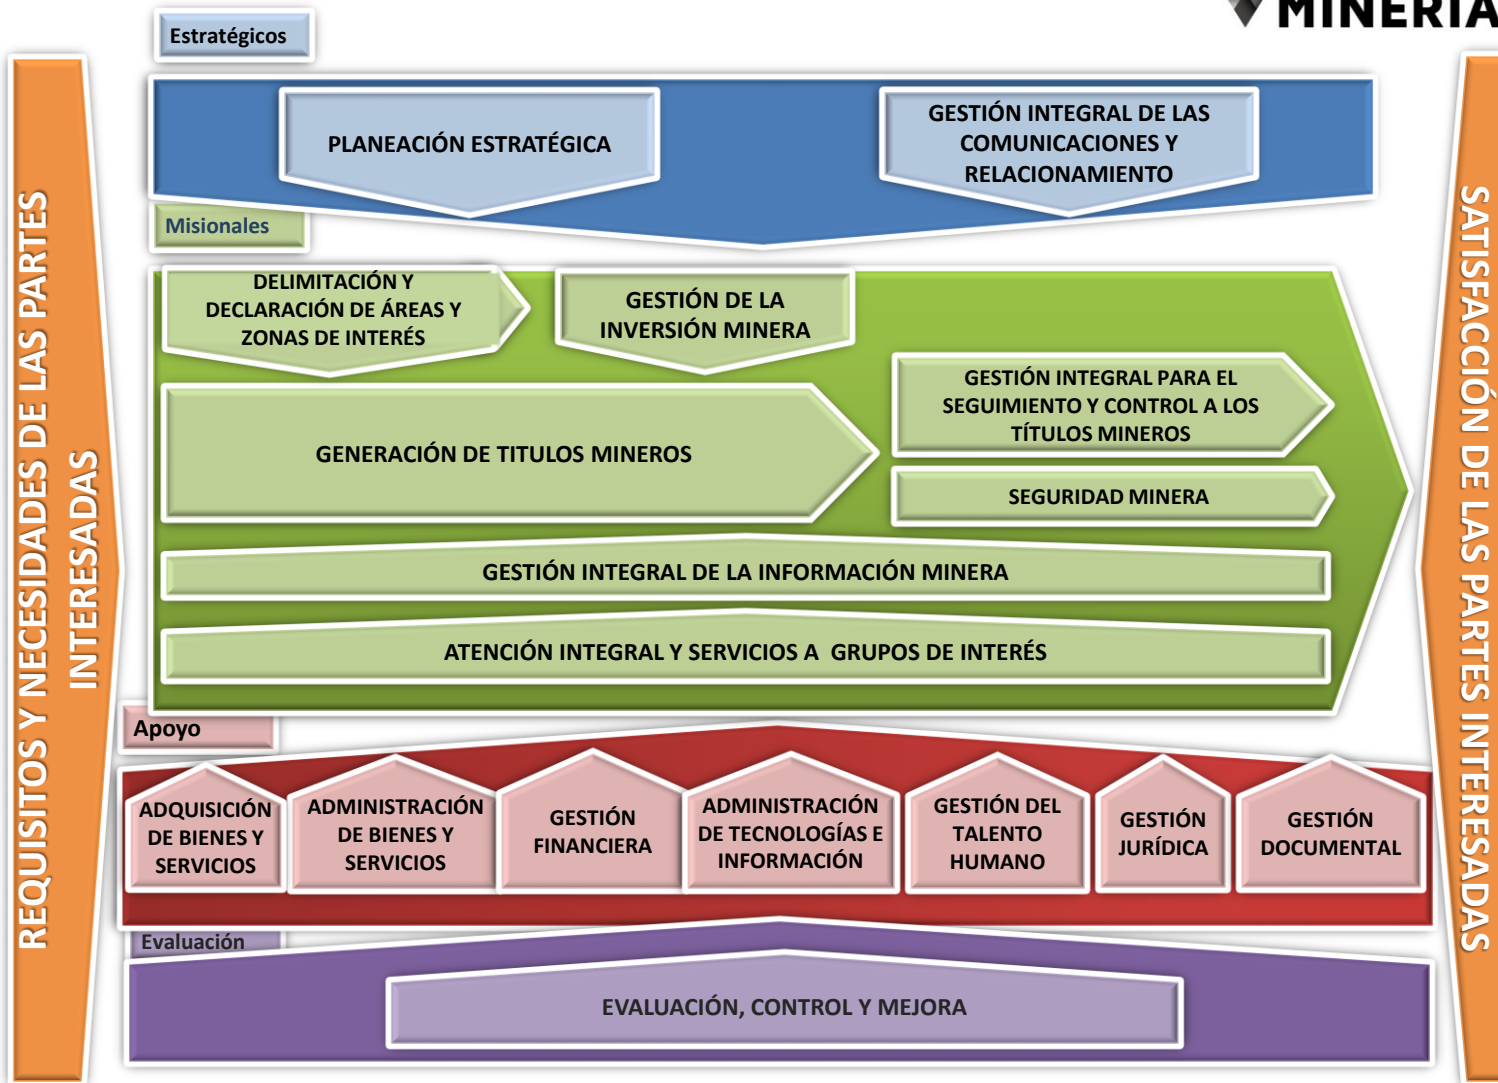 MINERÍA
Estratégicos
PLANEACIÓN ESTRATÉGICA
GESTIÓN INTEGRAL DE LAS
COMUNICACIONES Y
RELACIONAMIENTO
Misionales
DELIMITACIÓN Y
DECLARACIÓN DE ÁREAS Y
ZONAS DE INTERÉS
GESTIÓN DE LA
INVERSIÓN MINERA
GENERACIÓN DE TITULOS MINEROS
GESTIÓN INTEGRAL PARA EL
SEGUIMIENTO Y CONTROL A LOS
TÍTULOS MINEROS
SEGURIDAD MINERA
GESTIÓN INTEGRAL DE LA INFORMACIÓN MINERA
ATENCIÓN INTEGRAL Y SERVICIOS A GRUPOS DE INTERÉS
Apoyo
ADQUISICIÓN
DE BIENES Y
SERVICIOS
ADMINISTRACIÓN
DE BIENES Y
SERVICIOS
GESTIÓN
FINANCIERA
ADMINISTRACIÓN
DE TECNOLOGÍAS E
INFORMACIÓN
GESTIÓN DEL
TALENTO
HUMANO
GESTIÓN
JURÍDICA
GESTIÓN
DOCUMENTAL
Evaluación
EVALUACIÓN, CONTROL Y MEJORA
REQUISITOS Y NECESIDADES DE LAS PARTES
INTERESADAS
SATISFACCIÓN DE LAS PARTES INTERESADAS